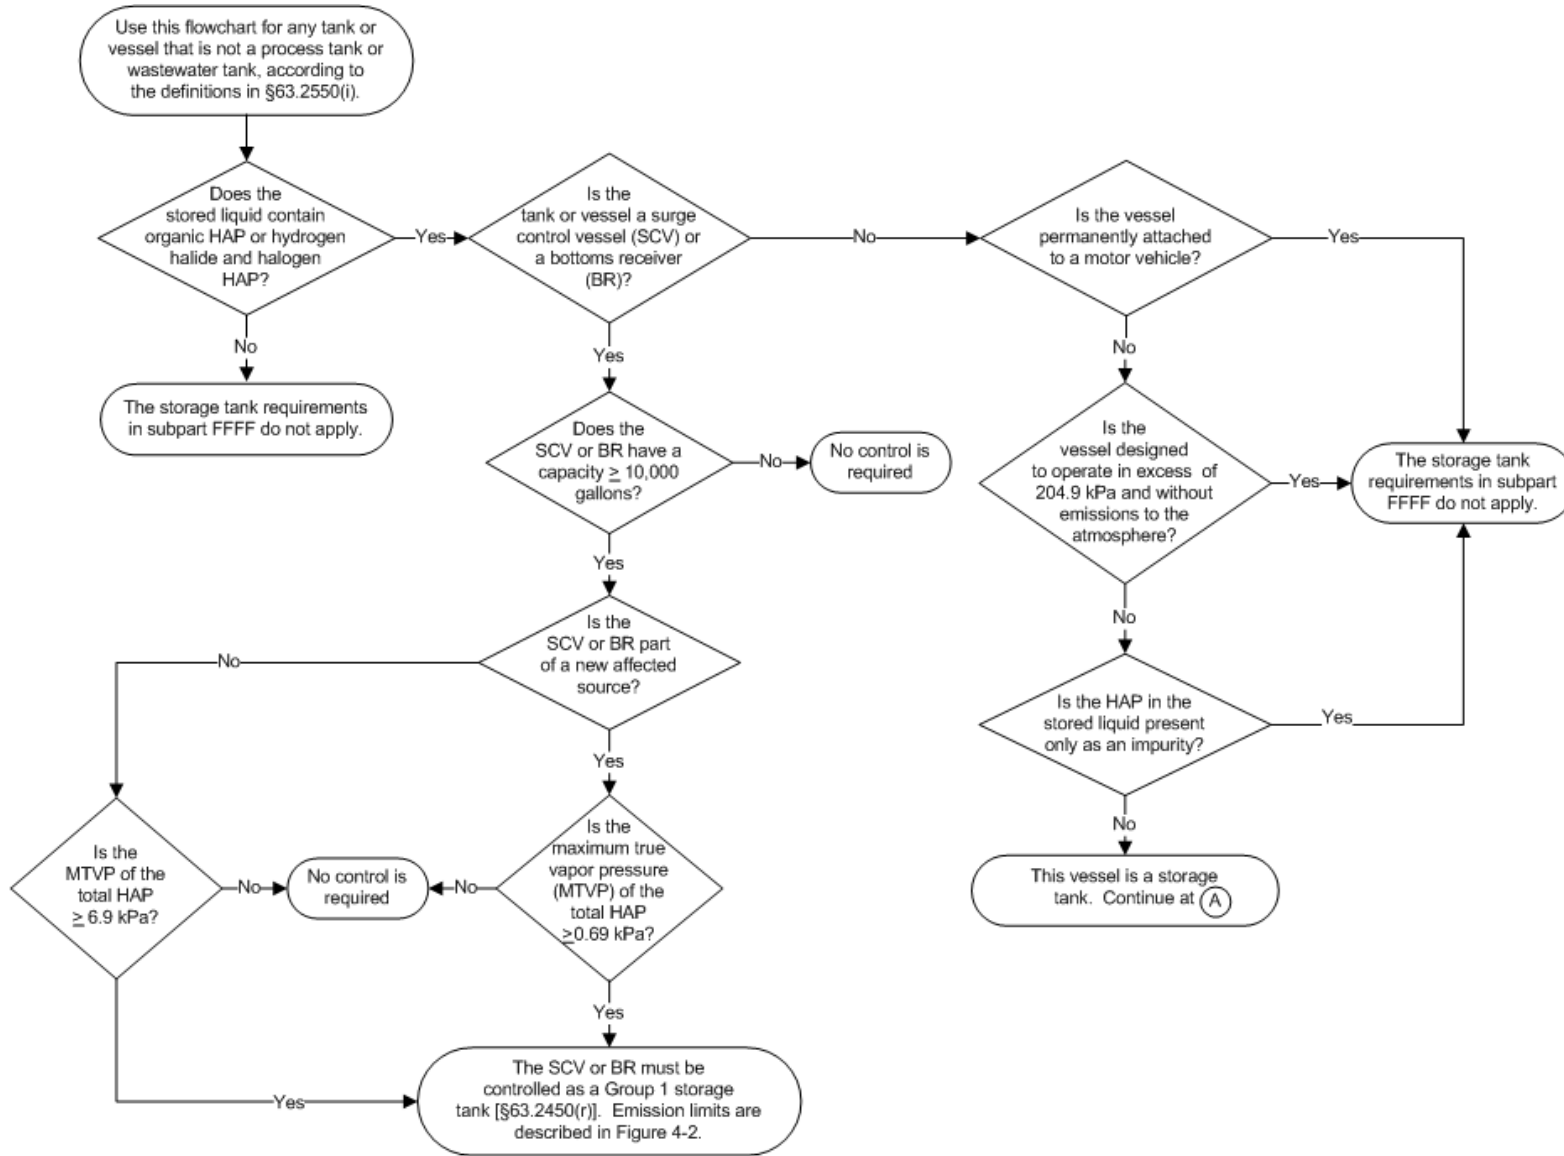 Use this flowchart for any tank or
vessel that is not a process tank or
wastewater tank, according to
the definitions in §63.2550(i).
Does the
stored liquid contain
organic HAP or hydrogen
halide and halogen
HAP?
Yes
No
The storage tank requirements
in subpart FFFF do not apply.
Is the
tank or vessel a surge
control vessel (SCV) or
a bottoms receiver
(BR)?
No
Yes
Does the
SCV or BR have a
capacity ≥ 10,000
gallons?
No
No control is
required
Yes
Is the
SCV or BR part
of a new affected
source?
No
Yes
Is the
MTVP of the
total HAP
≥ 6.9 kPa?
No
No control is
required
No
Is the
maximum true
vapor pressure
(MTVP) of the
total HAP
≥0.69 kPa?
Yes
Yes
The SCV or BR must be
controlled as a Group 1 storage
tank [§63.2450(r)]. Emission limits are
described in Figure 4-2.
Is the vessel
permanently attached
to a motor vehicle?
Yes
No
Is the
vessel designed
to operate in excess of
204.9 kPa and without
emissions to the
atmosphere?
Yes
The storage tank
requirements in subpart
FFFF do not apply.
No
Is the HAP in the
stored liquid present
only as an impurity?
Yes
No
This vessel is a storage
tank. Continue at A